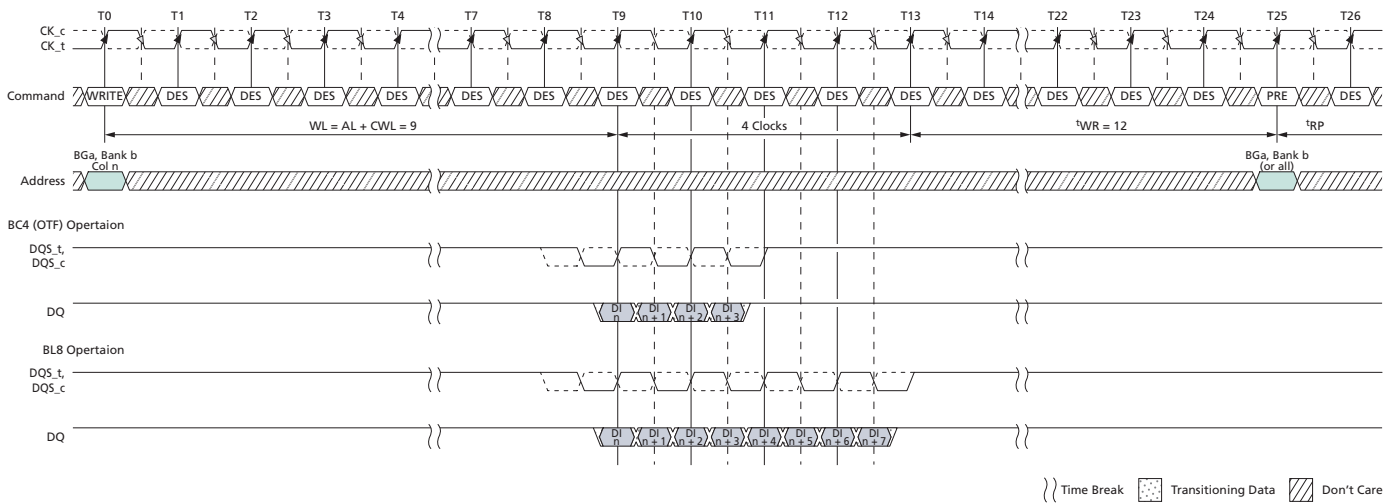 T0 T1 T2 T3 T4 T7 T8 T9 T10 T11 T12 T13 T14 T22 T23 T24 T25 T26
CK_c
CK_t
Command WRITE DES DES DES DES DES DES DES DES DES DES DES DES DES DES DES PRE DES
WL = AL + CWL = 9 4 Clocks tWR = 12 tRP
BGa, Bank b
Col n
BGa, Bank b
(or all)
Address
BC4 (OTF) Opertaion
DQS_t,
DQS_c
DQ DI n DI n + 1 DI n + 2 DI n + 3
BL8 Opertaion
DQS_t,
DQS_c
DQ DI n DI n + 1 DI n + 2 DI n + 3 DI n + 4 DI n + 5 DI n + 6 DI n + 7
Time Break Transitioning Data Don't Care